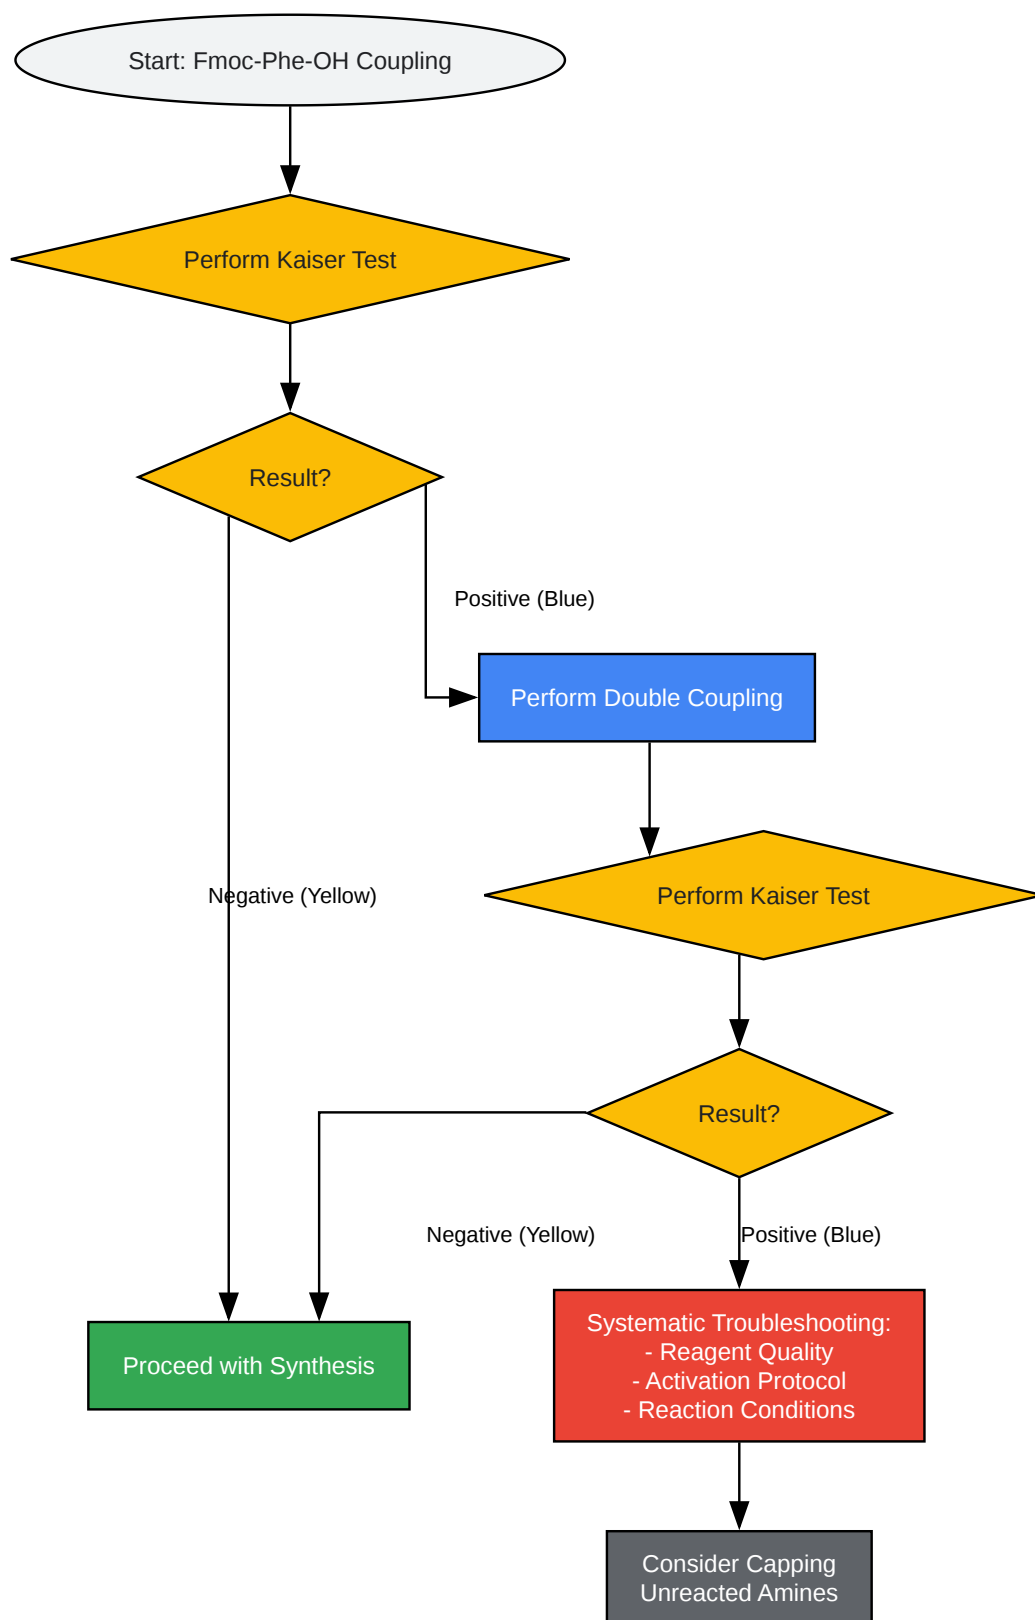 Start: Fmoc-Phe-OH Coupling
Perform Kaiser Test
Result?
Positive (Blue)
Perform Double Coupling
Negative (Yellow)
Perform Kaiser Test
Result?
Negative (Yellow)
Positive (Blue)
Systematic Troubleshooting:
- Reagent Quality
- Activation Protocol
- Reaction Conditions
Proceed with Synthesis
Consider Capping
Unreacted Amines